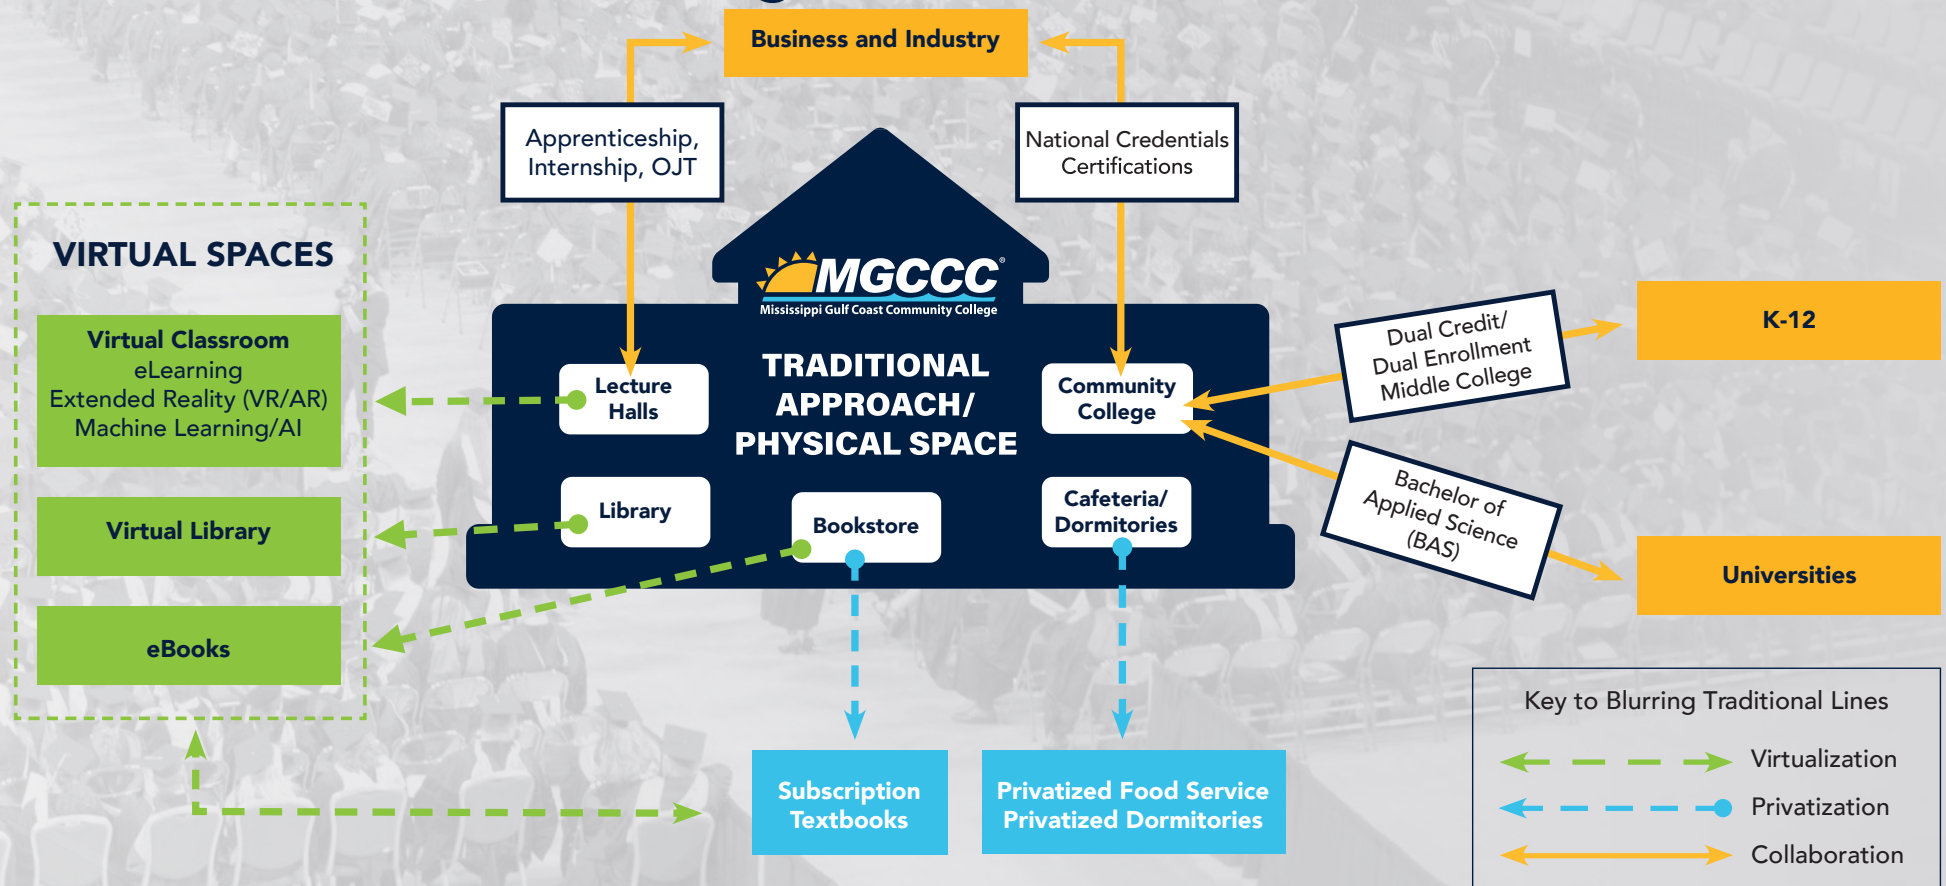 Business and Industry
Apprenticeship,
Internship, OJT
National Credentials
Certifications
VIRTUAL SPACES
Virtual Classroom
eLearning
Extended Reality (VR/AR)
Machine Learning/AI
Virtual Library
eBooks
MGCCC®
Mississippi Gulf Coast Community College
TRADITIONAL
APPROACH/
PHYSICAL SPACE
Lecture
Halls
Library
Bookstore
Community
College
Cafeteria/
Dormitories
Dual Credit/
Dual Enrollment
Middle College
K-12
Bachelor of
Applied Science
(BAS)
Universities
Subscription
Textbooks
Privatized Food Service
Privatized Dormitories
Key to Blurring Traditional Lines
Virtualization
Privatization
Collaboration